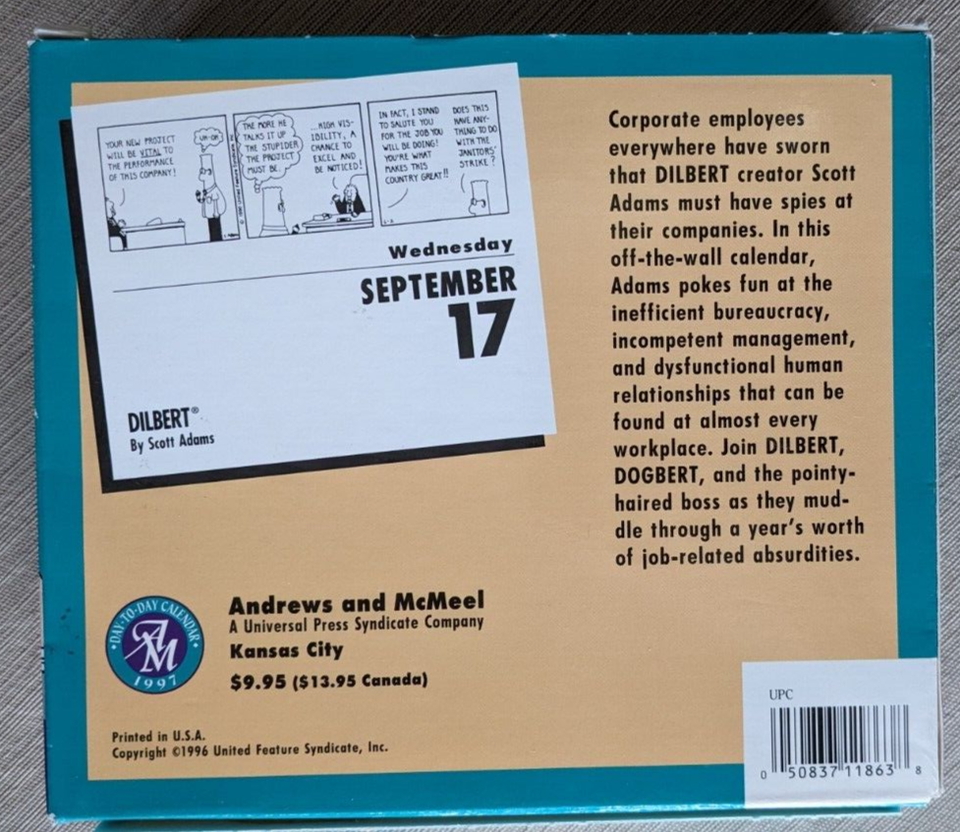 YOUR NEW PROJECT
WILL BE VITAL TO
THE PERFORMANCE
OF THIS COMPANY!
UH-OH.
THE MORE HE
TALKS IT UP
THE STUPIDER
THE PROJECT
MUST BE...
...HIGH VIS-
IBILITY, A
CHANCE TO
EXCEL AND
BE NOTICED!
IN FACT, I STAND
TO SALUTE YOU
FOR THE JOB YOU
WILL BE DOING!
YOU'RE WHAT
MAKES THIS
COUNTRY GREAT!!
DOES THIS
HAVE ANY-
THING TO DO
WITH THE
JANITORS'
STRIKE?
Wednesday
SEPTEMBER
17
DILBERT®
By Scott Adams
Corporate employees
everywhere have sworn
that DILBERT creator Scott
Adams must have spies at
their companies. In this
off-the-wall calendar,
Adams pokes fun at the
inefficient bureaucracy,
incompetent management,
and dysfunctional human
relationships that can be
found at almost every
workplace. Join DILBERT,
DOGBERT, and the pointy-
haired boss as they mud-
dle through a year's worth
of job-related absurdities.
•DAY-TO-DAY CALENDAR•
AM
1997
Andrews and McMeel
A Universal Press Syndicate Company
Kansas City
$9.95 ($13.95 Canada)
Printed in U.S.A.
Copyright ©1996 United Feature Syndicate, Inc.
UPC
0 50837 11863 8